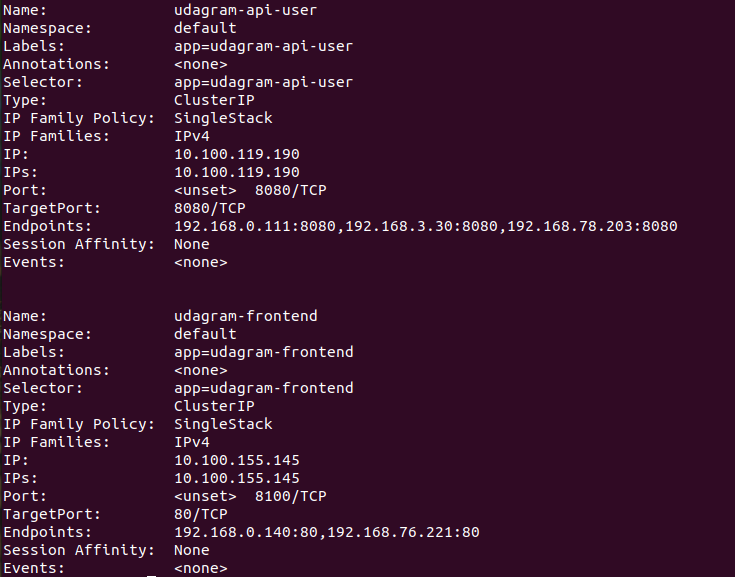 Name: udagram-api-user
Namespace: default
Labels: app=udagram-api-user
Annotations: <none>
Selector: app=udagram-api-user
Type: ClusterIP
IP Family Policy: SingleStack
IP Families: IPv4
IP: 10.100.119.190
IPs: 10.100.119.190
Port: <unset> 8080/TCP
TargetPort: 8080/TCP
Endpoints: 192.168.0.111:8080,192.168.3.30:8080,192.168.78.203:8080
Session Affinity: None
Events: <none>
Name: udagram-frontend
Namespace: default
Labels: app=udagram-frontend
Annotations: <none>
Selector: app=udagram-frontend
Type: ClusterIP
IP Family Policy: SingleStack
IP Families: IPv4
IP: 10.100.155.145
IPs: 10.100.155.145
Port: <unset> 8100/TCP
TargetPort: 80/TCP
Endpoints: 192.168.0.140:80,192.168.76.221:80
Session Affinity: None
Events: <none>